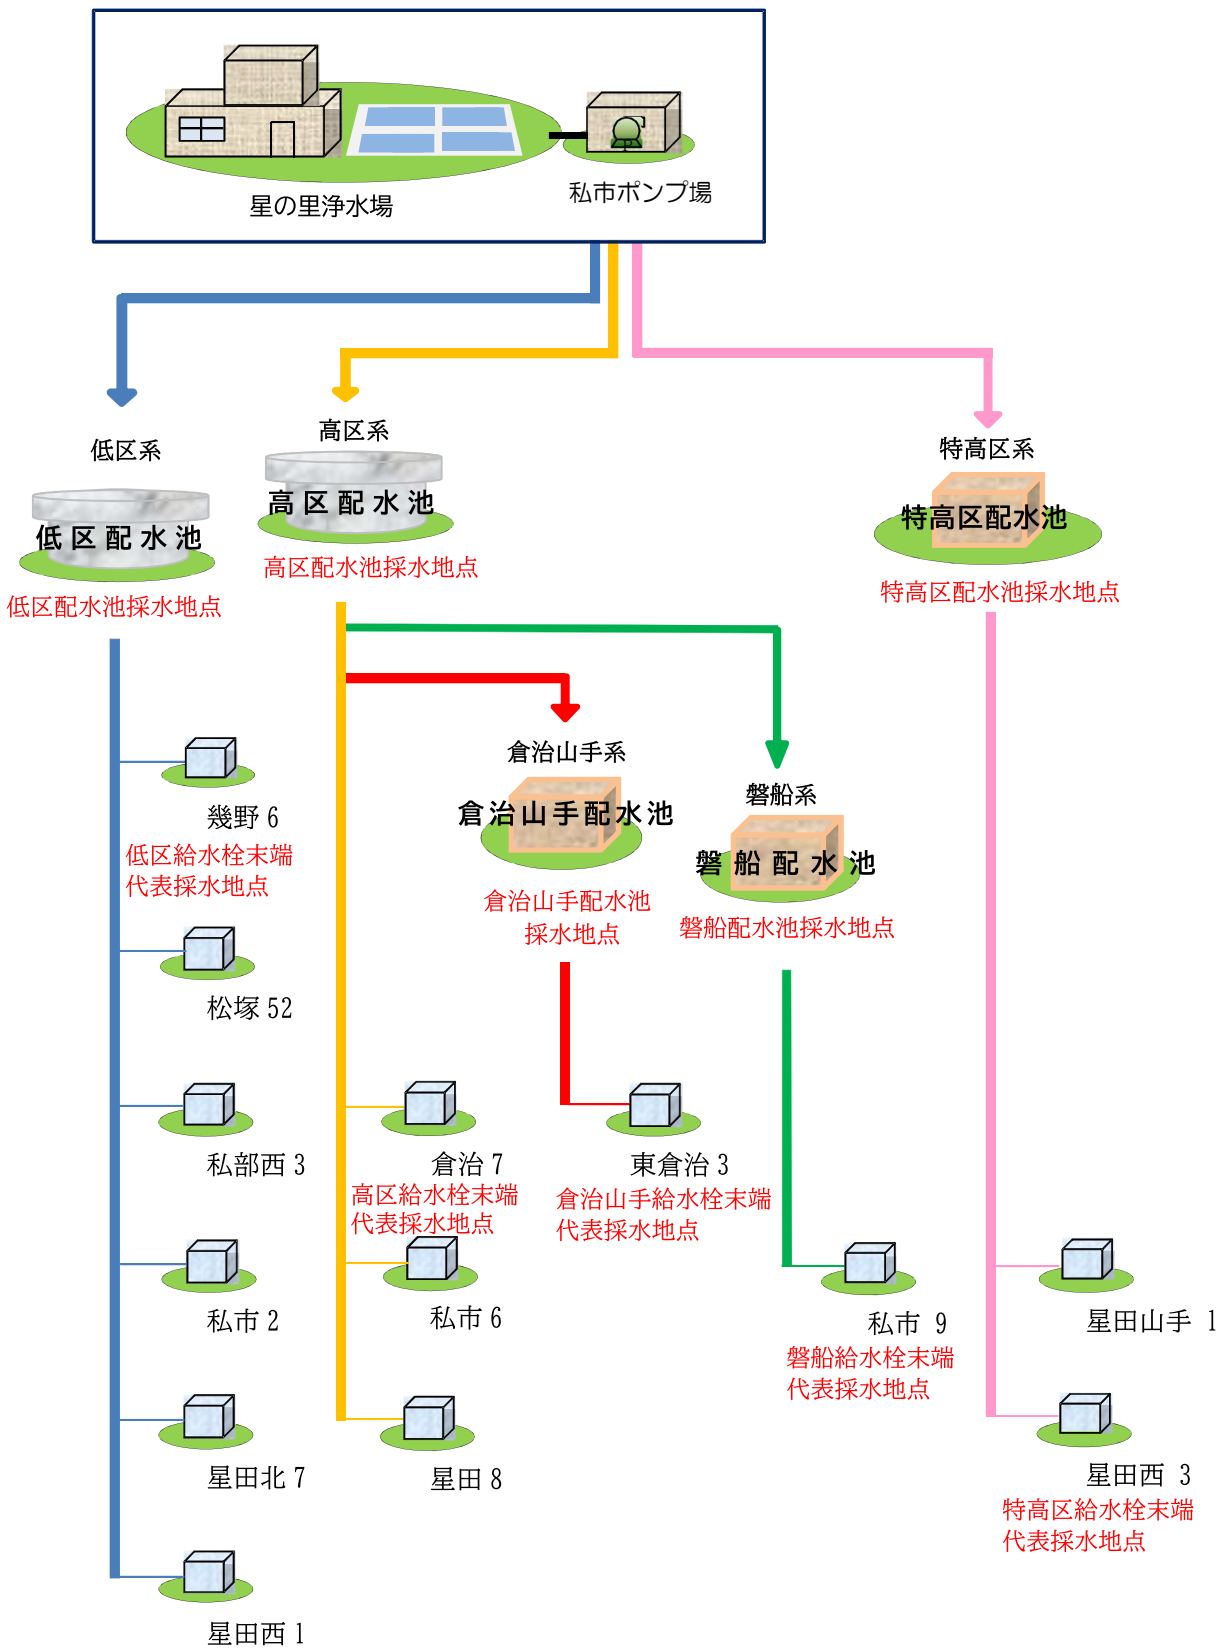 星の里浄水場
私市ポンプ場
低区系
低区配水池
低区配水池採水地点
幾野 6
低区給水栓末端
代表採水地点
松塚 52
私部西 3
私市 2
星田北 7
星田西 1
高区系
高区配水池
高区配水池採水地点
倉治 7
高区給水栓末端
代表採水地点
私市 6
星田 8
倉治山手系
倉治山手配水池
倉治山手配水池
採水地点
東倉治 3
倉治山手給水栓末端
代表採水地点
磐船系
磐船配水池
磐船配水池採水地点
私市 9
磐船給水栓末端
代表採水地点
特高区系
特高区配水池
特高区配水池採水地点
星田山手 1
星田西 3
特高区給水栓末端
代表採水地点